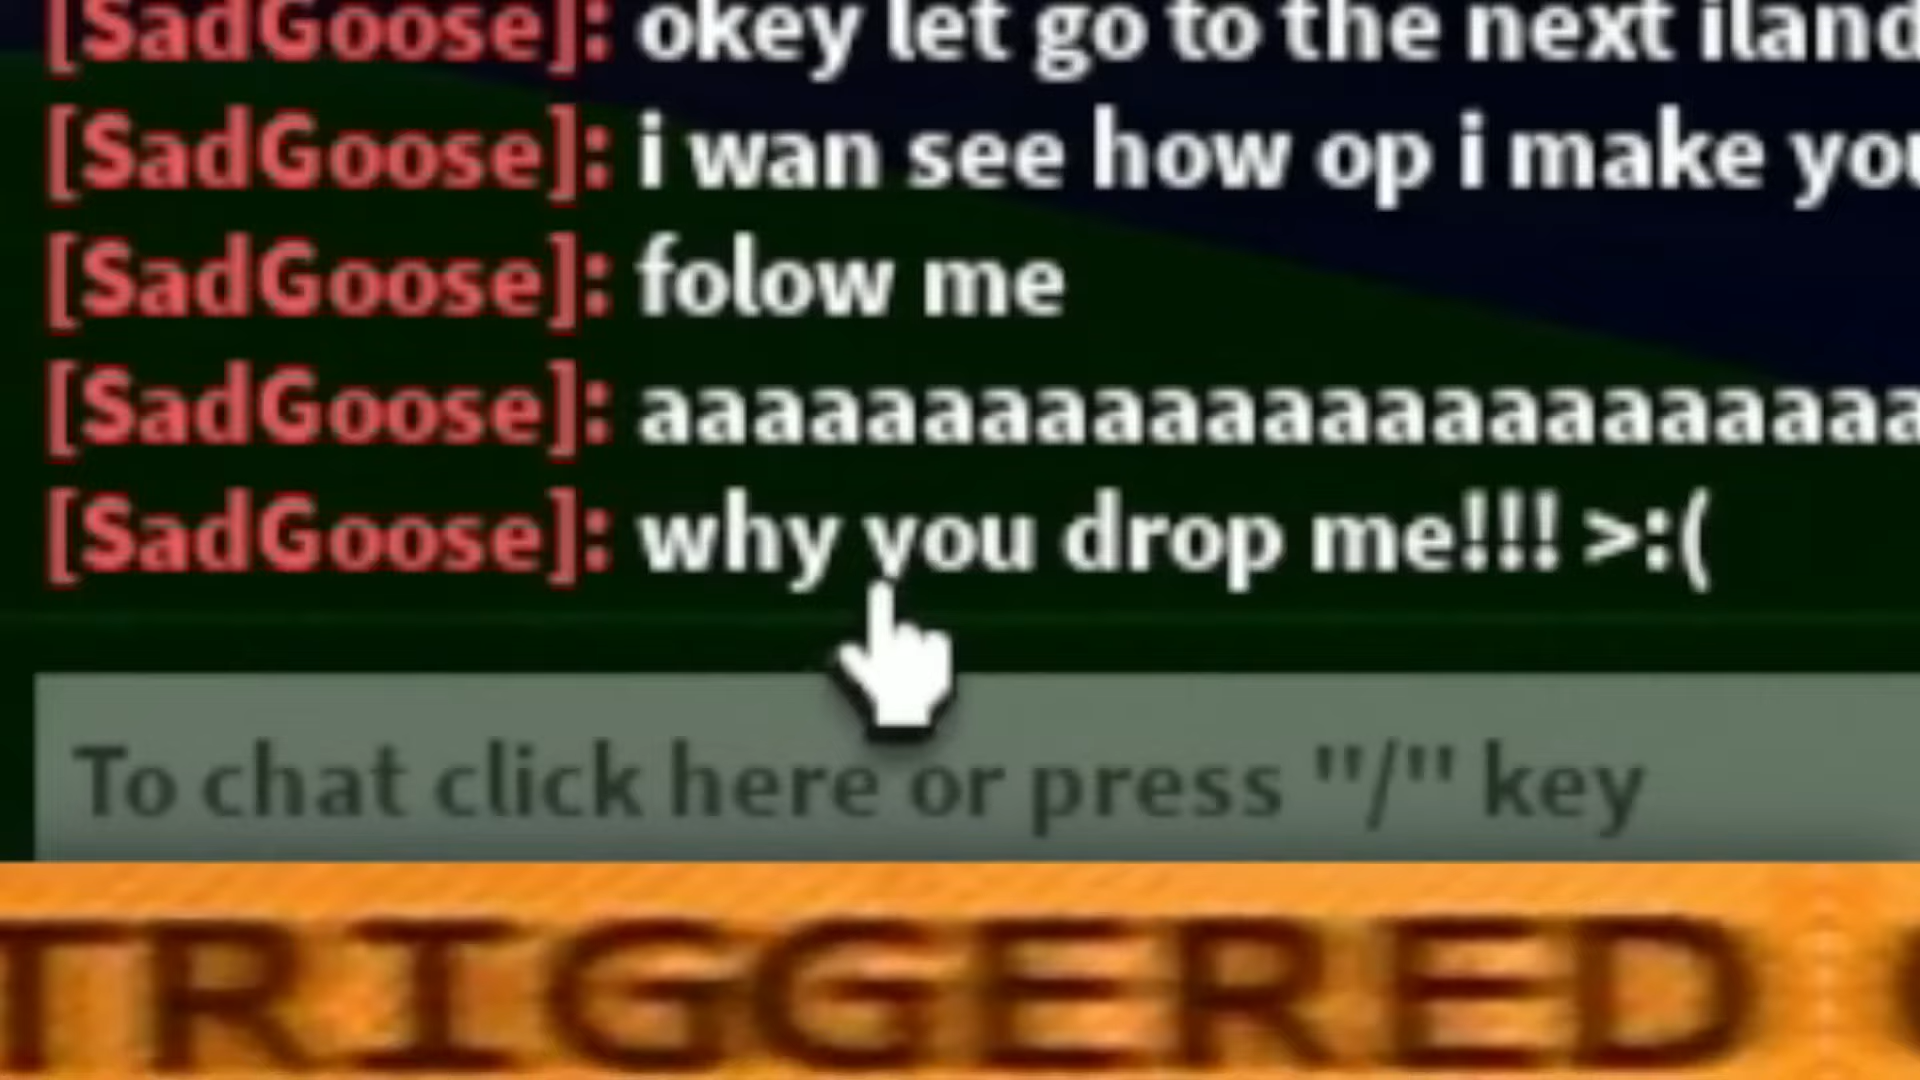 [SadGoose]: okey let go to the next iland
[SadGoose]: i wan see how op i make you
[SadGoose]: folow me
[SadGoose]: aaaaaaaaaaaaaaaaaaaaaaa
[SadGoose]: why you drop me!!! >:(
To chat click here or press "/" key
TRIGGERED